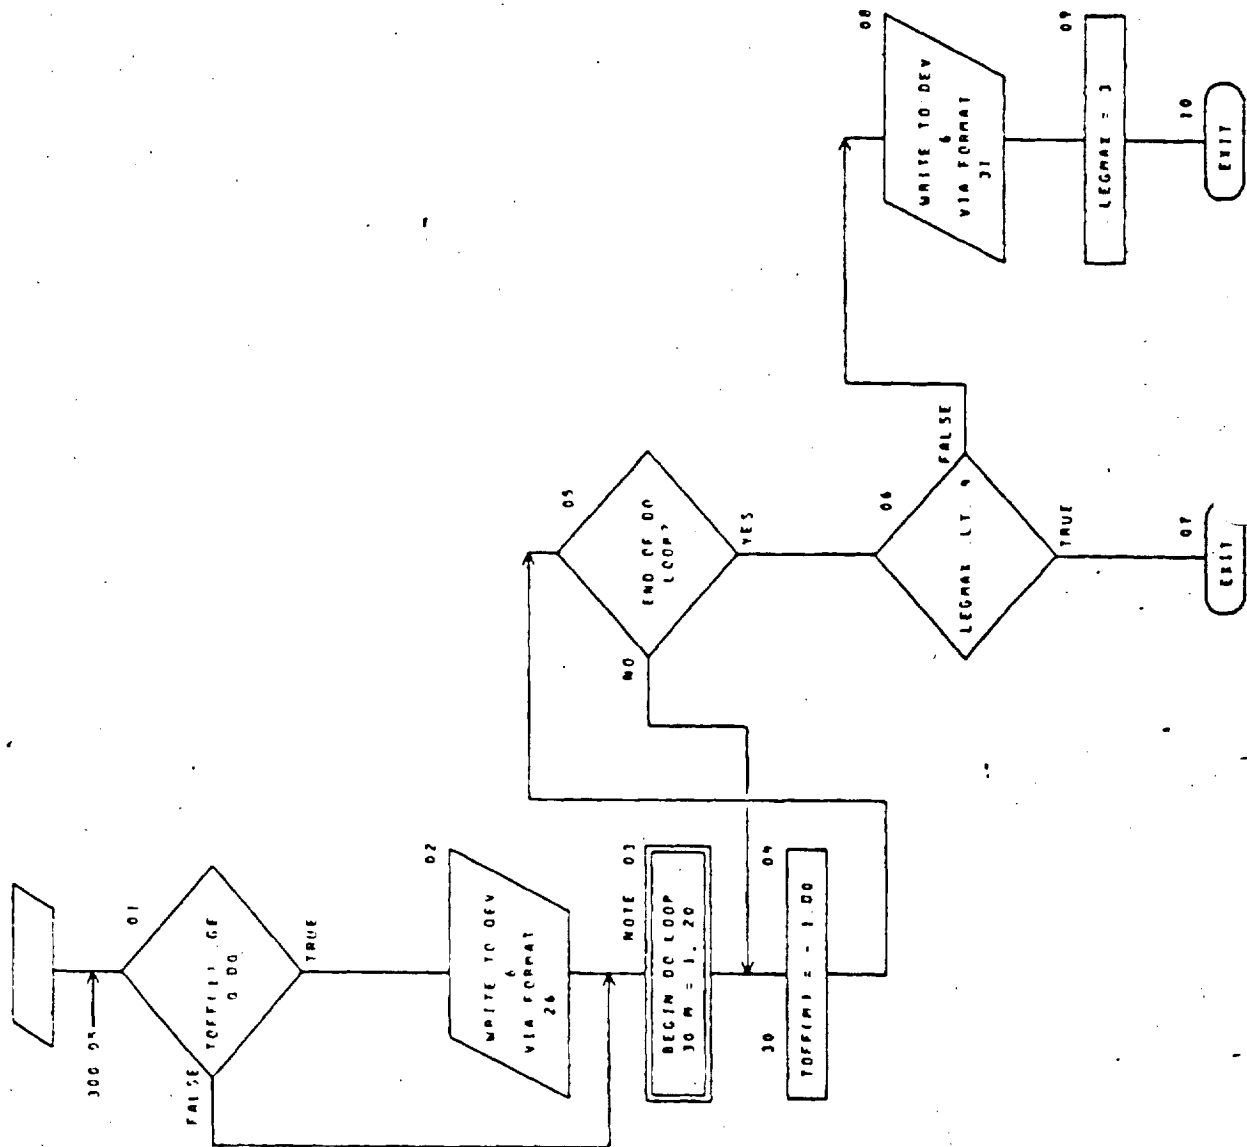 300 05
01
TOFF(1) .GE
0 DO
FALSE
TRUE
02
WRITE TO DEV
6
VIA FORMAT
26
NOTE 03
BEGIN DO LOOP
30 M = 1, 20
30
04
TOFF(M) = - 1.00
05
END OF DO
LOOP?
NO
YES
06
LEGMAX .LT. 4
FALSE
TRUE
07
EXIT
08
WRITE TO DEV
6
VIA FORMAT
31
09
LEGMAX = 3
10
EXIT